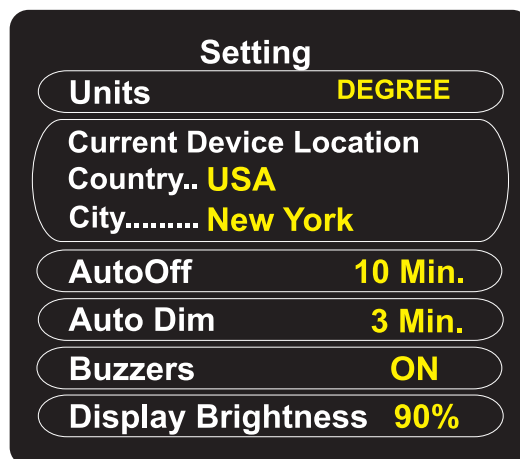 Setting
Units DEGREE
Current Device Location
Country.. USA
City......... New York
AutoOff 10 Min.
Auto Dim 3 Min.
Buzzers ON
Display Brightness 90%